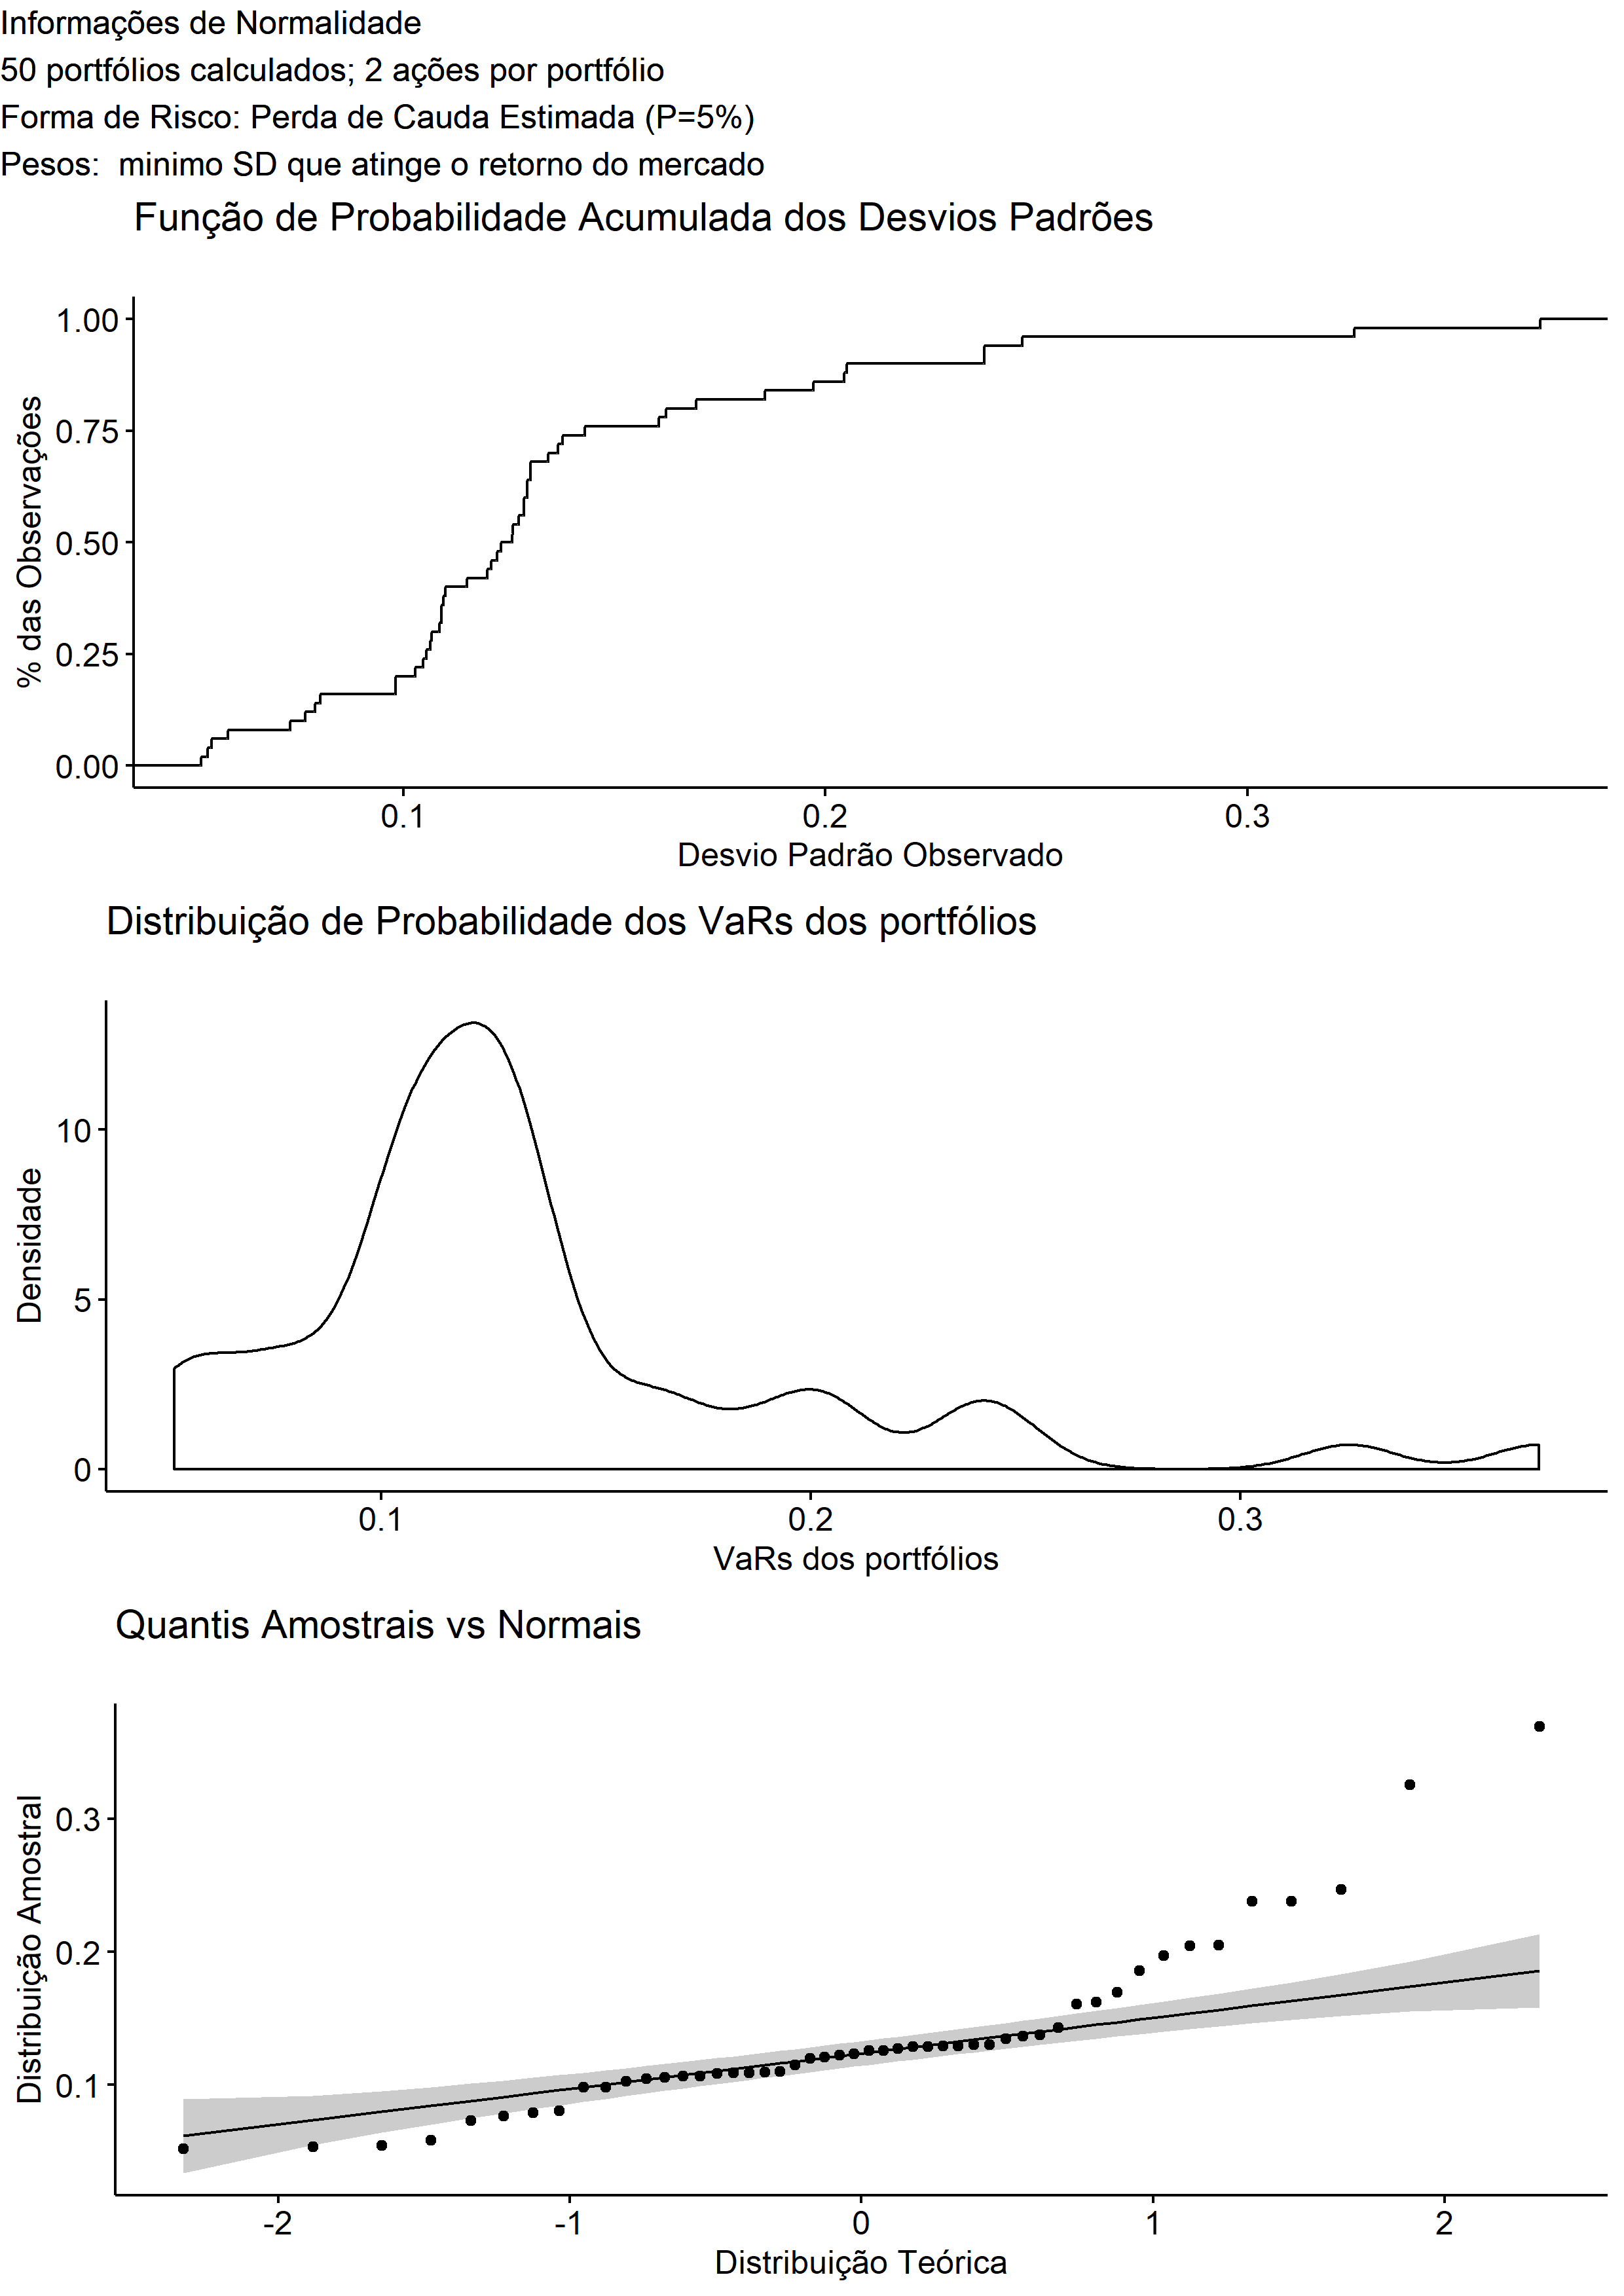 Informações de Normalidade
50 portfólios calculados; 2 ações por portfólio
Forma de Risco: Perda de Cauda Estimada (P=5%)
Pesos:  minimo SD que atinge o retorno do mercado
Função de Probabilidade Acumulada dos Desvios Padrões
1.00
0.75
0.50
0.25
0.00
% das Observações
0.1 0.2 0.3
Desvio Padrão Observado
Distribuição de Probabilidade dos VaRs dos portfólios
10
5
0
Densidade
0.1 0.2 0.3
VaRs dos portfólios
Quantis Amostrais vs Normais
0.3
0.2
0.1
Distribuição Amostral
-2 -1 0 1 2
Distribuição Teórica